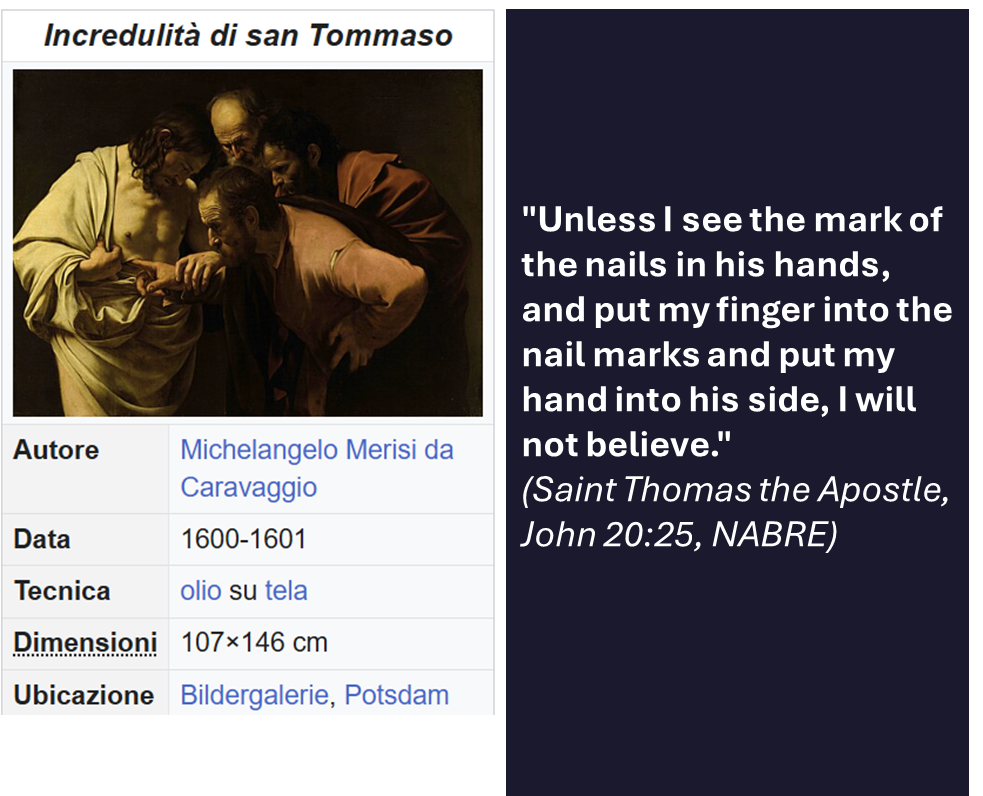 Incredulità di san Tommaso
Autore
Michelangelo Merisi da
Caravaggio
Data
1600-1601
Tecnica
olio su tela
Dimensioni
107×146 cm
Ubicazione
Bildergalerie, Potsdam
"Unless I see the mark of
the nails in his hands,
and put my finger into the
nail marks and put my
hand into his side, I will
not believe."
(Saint Thomas the Apostle,
John 20:25, NABRE)